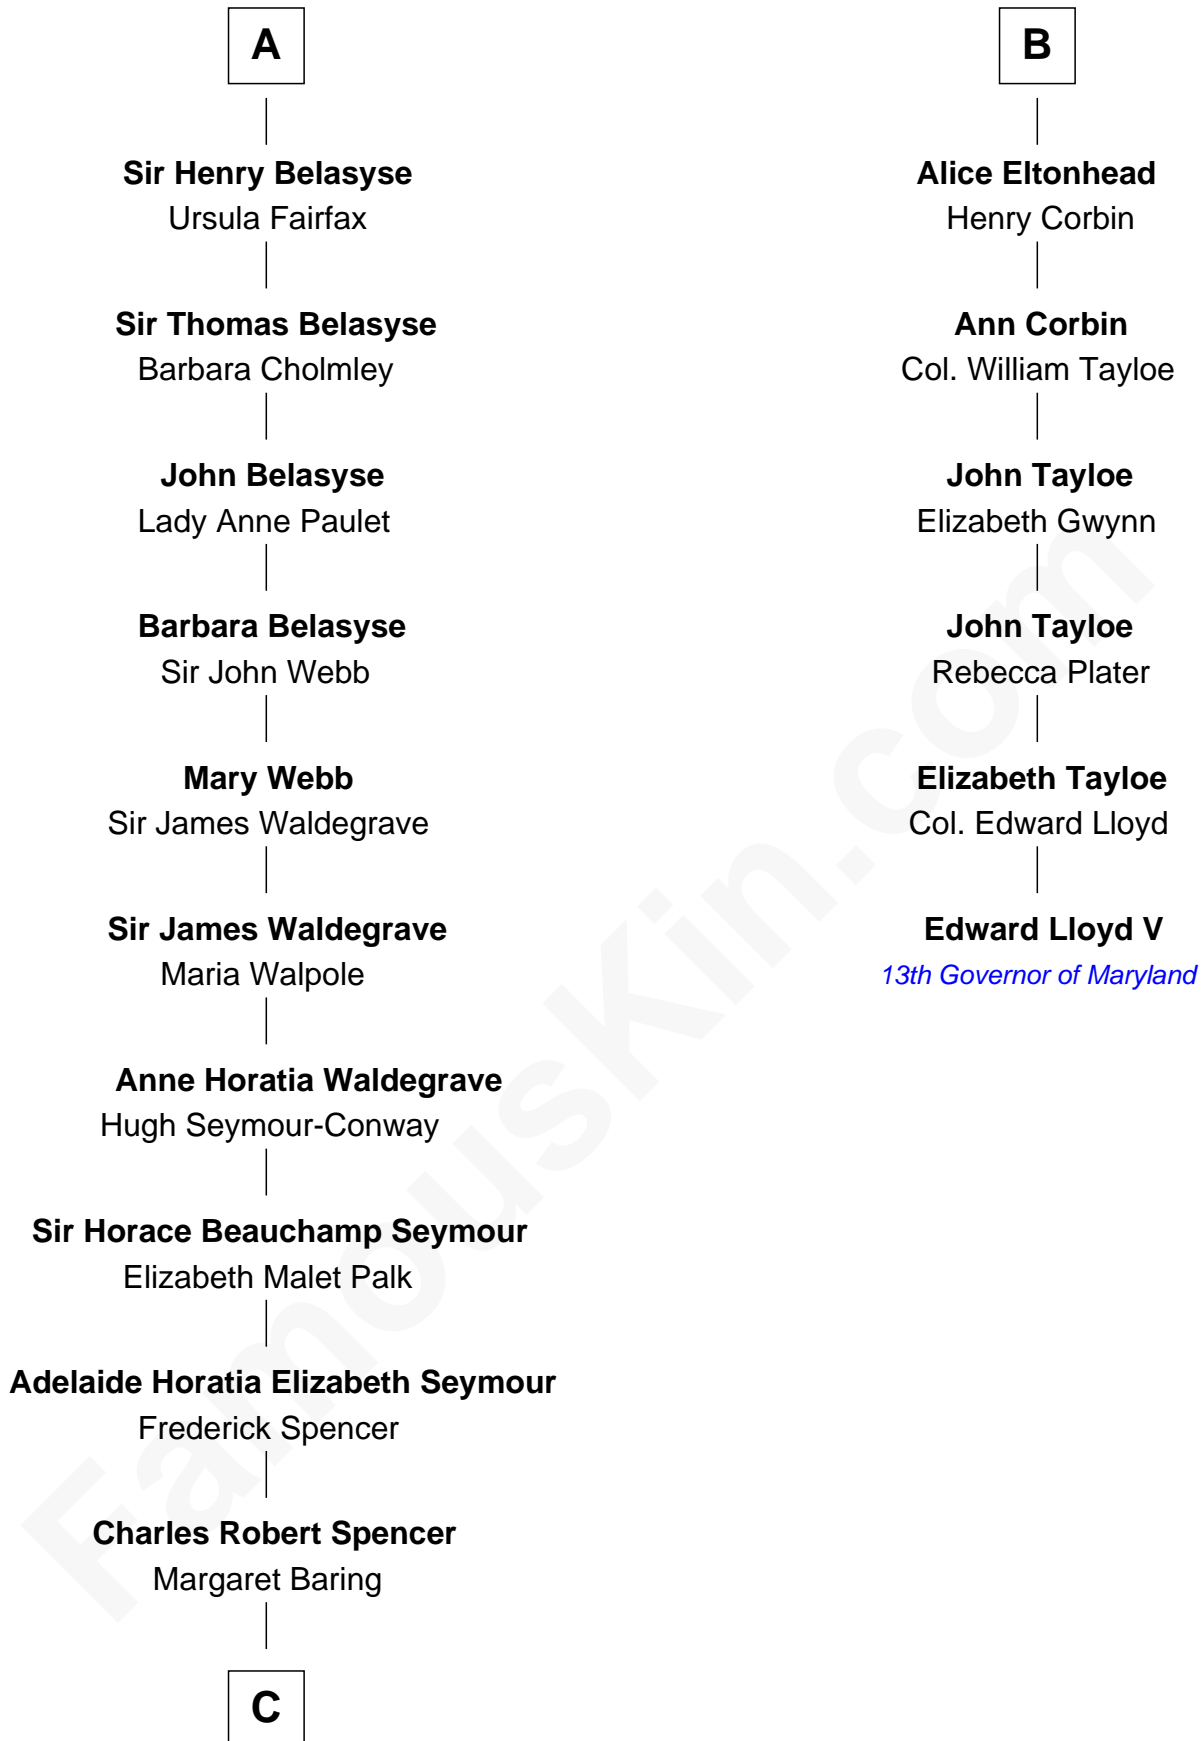 A
Sir Henry Belasyse
Ursula Fairfax
Sir Thomas Belasyse
Barbara Cholmley
John Belasyse
Lady Anne Paulet
Barbara Belasyse
Sir John Webb
Mary Webb
Sir James Waldegrave
Sir James Waldegrave
Maria Walpole
Anne Horatia Waldegrave
Hugh Seymour-Conway
Sir Horace Beauchamp Seymour
Elizabeth Malet Palk
Adelaide Horatia Elizabeth Seymour
Frederick Spencer
Charles Robert Spencer
Margaret Baring
C
B
Alice Eltonhead
Henry Corbin
Ann Corbin
Col. William Tayloe
John Tayloe
Elizabeth Gwynn
John Tayloe
Rebecca Plater
Elizabeth Tayloe
Col. Edward Lloyd
Edward Lloyd V
13th Governor of Maryland
FamousKin.com